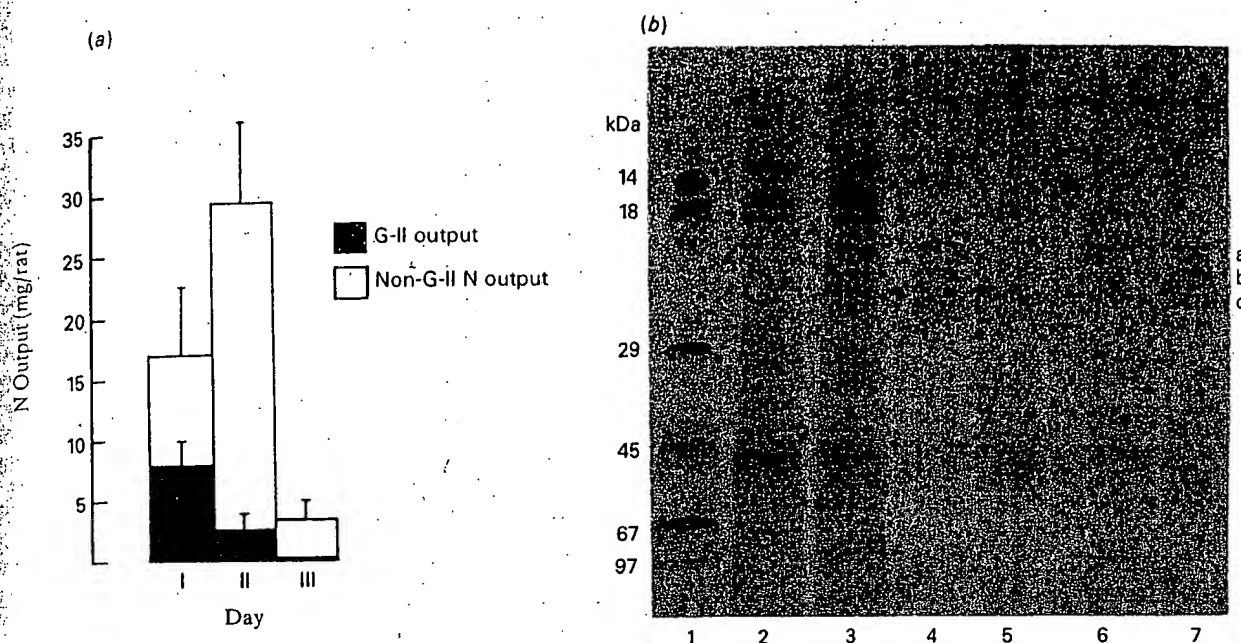 (a)
35
30
25
20
15
10
5
N Output (mg/rat)
G-II output
Non-G-II N output
I II III
Day
(b)
kDa
14
18
29
45
67
97
a
b
1 2 3 4 5 6 7